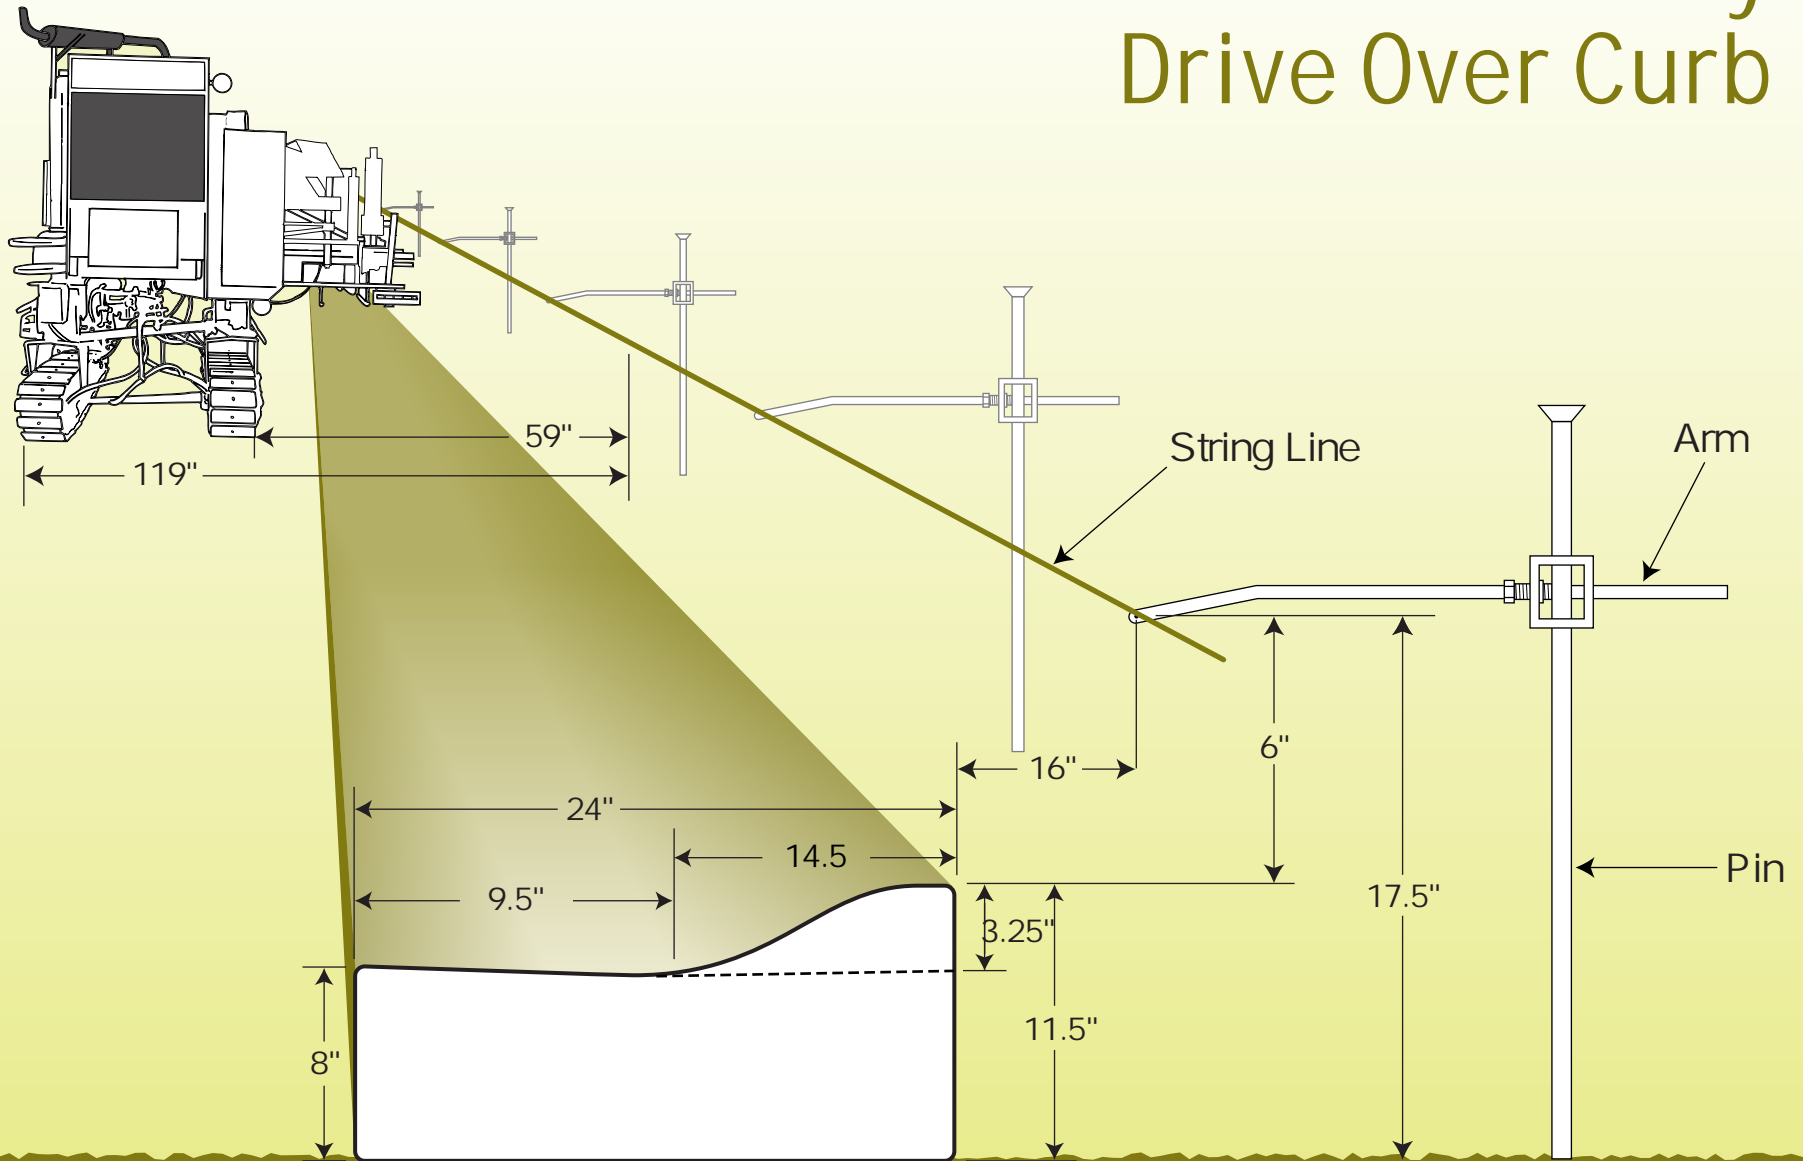 Drive Over Curb
String Line
Arm
59"
119"
16"
6"
24"
14.5
9.5"
Pin
17.5"
3.25"
11.5"
8"